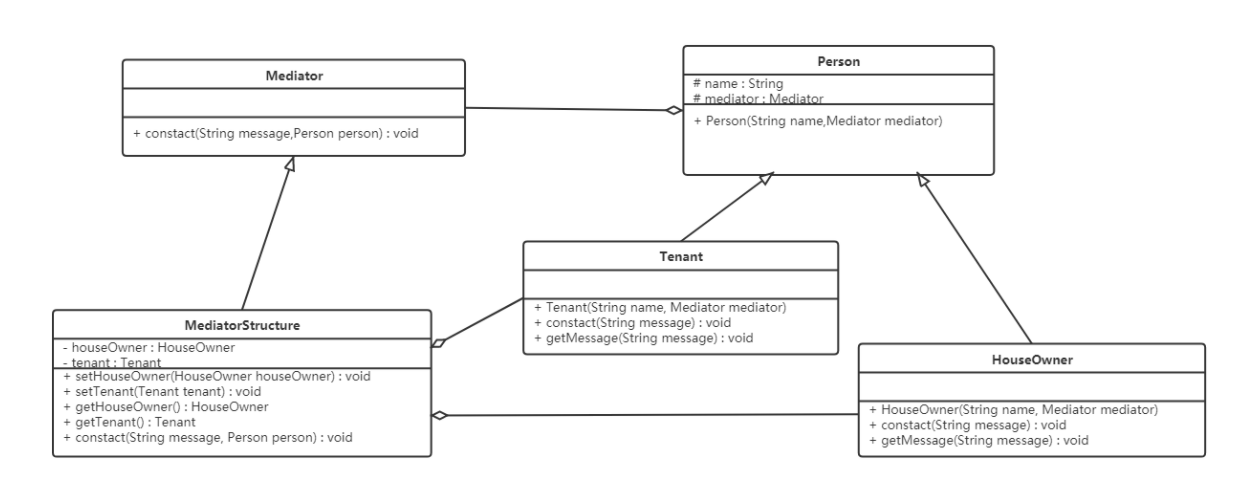 Mediator
+ constact(String message,Person person) : void
Person
# name : String
# mediator : Mediator
+ Person(String name,Mediator mediator)
Tenant
+ Tenant(String name, Mediator mediator)
+ constact(String message) : void
+ getMessage(String message) : void
MediatorStructure
- houseOwner : HouseOwner
- tenant : Tenant
+ setHouseOwner(HouseOwner houseOwner) : void
+ setTenant(Tenant tenant) : void
+ getHouseOwner() : HouseOwner
+ getTenant() : Tenant
+ constact(String message, Person person) : void
HouseOwner
+ HouseOwner(String name, Mediator mediator)
+ constact(String message) : void
+ getMessage(String message) : void